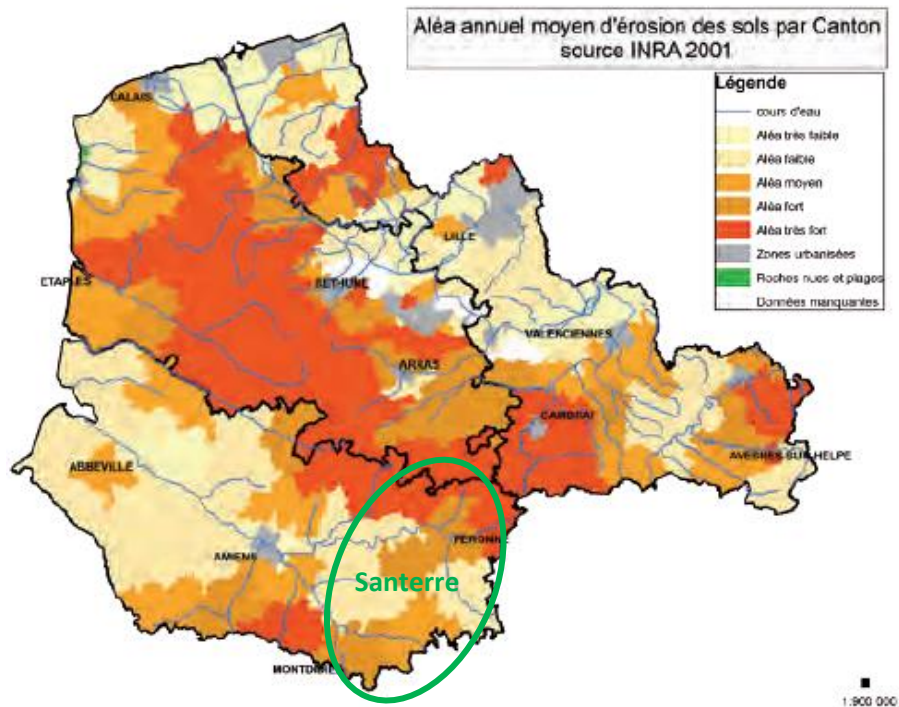 Aléa annuel moyen d'érosion des sols par Canton
source INRA 2001
Légende
cours d'eau
Aléa très faible
Aléa faible
Aléa moyen
Aléa fort
Aléa très fort
Zones urbanisées
Roches nues et plages
Données manquantes
CALAIS
LILLE
ETAPLES
BETHUNE
VALENCIENNES
ARRAS
CAMBRAI
AVESNES-SUR-HELPE
ABBEVILLE
PERONNE
AMIENS
Santerre
MONTDIDIER
1:900 000